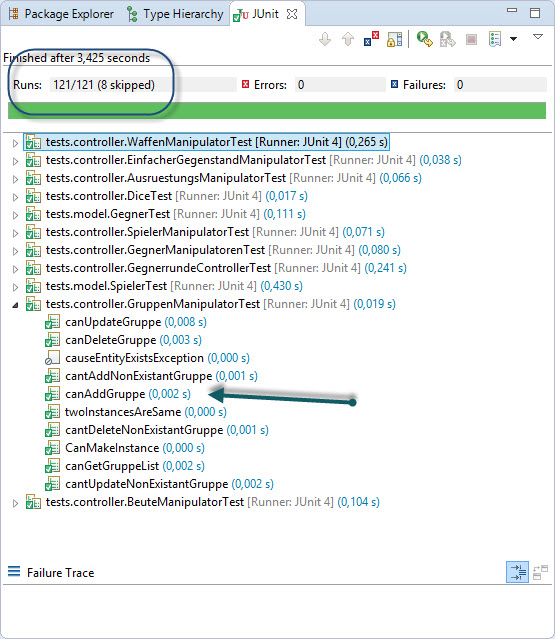 Package Explorer Type Hierarchy JUnit
Finished after 3,425 seconds
Runs: 121/121 (8 skipped) Errors: 0 Failures: 0
tests.controller.WaffenManipulatorTest [Runner: JUnit 4] (0,265 s)
tests.controller.EinfacherGegenstandManipulatorTest [Runner: JUnit 4] (0,038 s)
tests.controller.AusruestungsManipulatorTest [Runner: JUnit 4] (0,066 s)
tests.controller.DiceTest [Runner: JUnit 4] (0,017 s)
tests.model.GegnerTest [Runner: JUnit 4] (0,111 s)
tests.controller.SpielerManipulatorTest [Runner: JUnit 4] (0,071 s)
tests.controller.GegnerManipulatorenTest [Runner: JUnit 4] (0,080 s)
tests.controller.GegnerrundeControllerTest [Runner: JUnit 4] (0,241 s)
tests.model.SpielerTest [Runner: JUnit 4] (0,430 s)
tests.controller.GruppenManipulatorTest [Runner: JUnit 4] (0,019 s)
canUpdateGruppe (0,008 s)
canDeleteGruppe (0,003 s)
causeEntityExistsException (0,000 s)
cantAddNonExistantGruppe (0,001 s)
canAddGruppe (0,002 s)
twoInstancesAreSame (0,000 s)
cantDeleteNonExistantGruppe (0,001 s)
CanMakeInstance (0,000 s)
canGetGruppeList (0,002 s)
cantUpdateNonExistantGruppe (0,002 s)
tests.controller.BeuteManipulatorTest [Runner: JUnit 4] (0,104 s)
Failure Trace